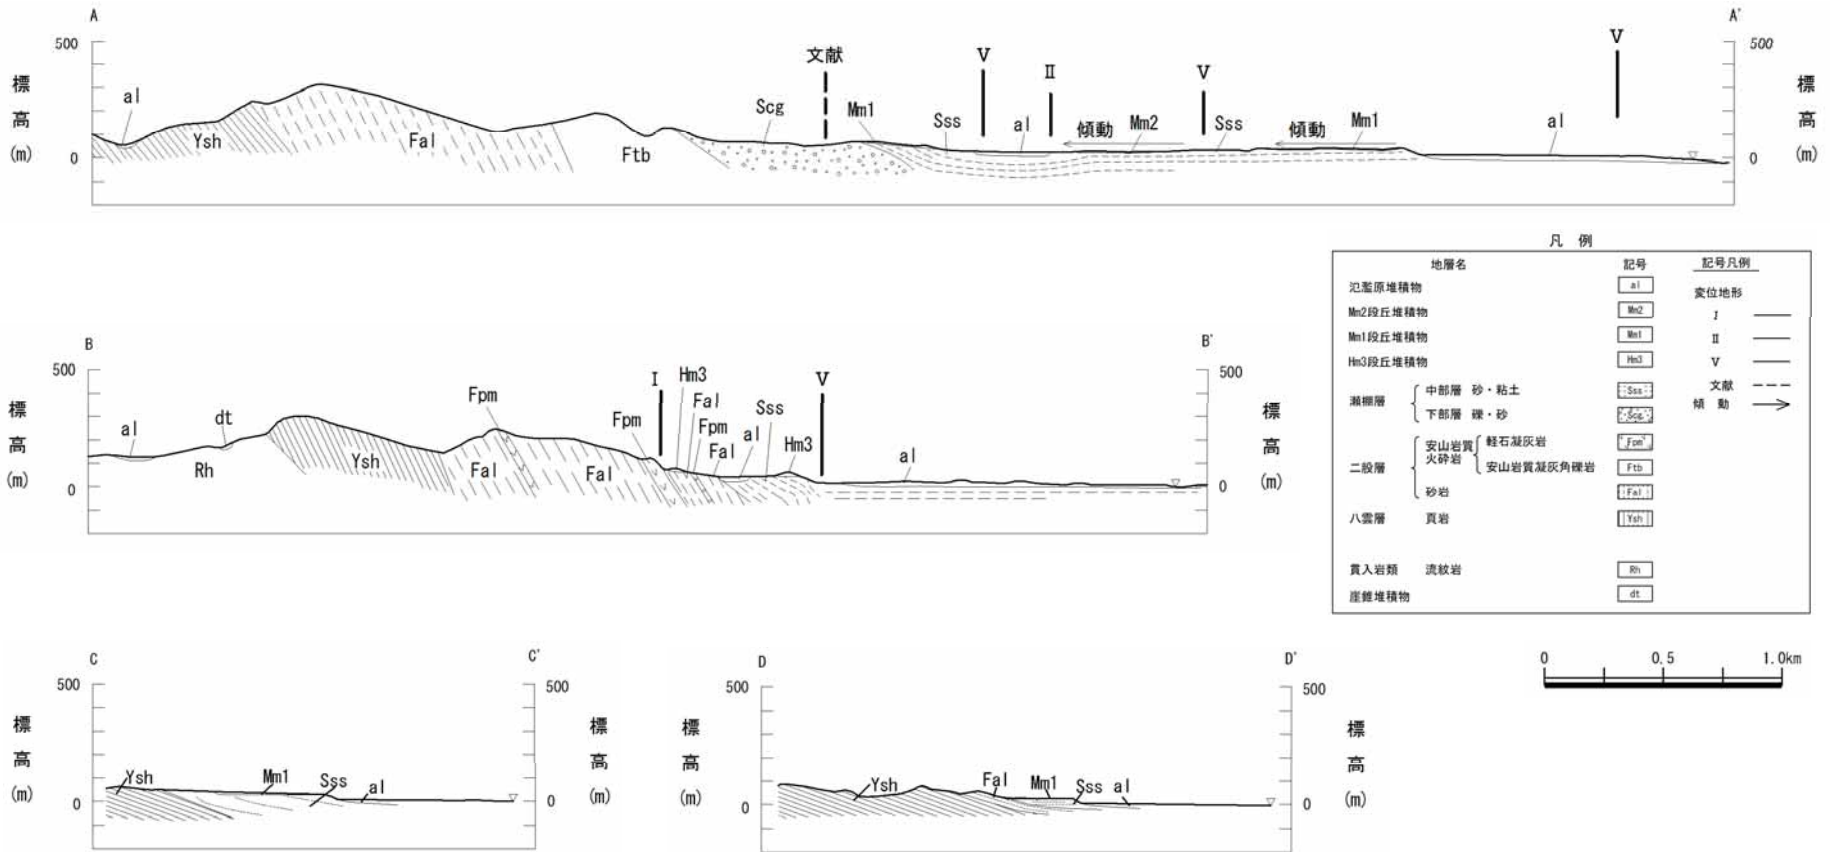 A A'
500 500
文献 V II V V
標高(m) 標高(m)
al Ysh Fal Ftb Scg Mm1 Sss al 傾動 Mm2 Sss 傾動 Mm1 al
0 0
B B'
500 500
I V
標高(m) 標高(m)
al dt Rh Ysh Fpm Fal Fal Fpm Hm3 Fal Fpm Fal al Sss Hm3 al
0 0
凡 例
地層名 記号 記号凡例
氾濫原堆積物 al
変位地形
Mm2段丘堆積物 Mm2 I
Mm1段丘堆積物 Mm1 II
Hm3段丘堆積物 Hm3 V
瀬棚層 中部層 砂・粘土 Sss 文献
下部層 礫・砂 Scg 傾 動
二股層 安山岩質火砕岩 軽石凝灰岩 Fpm
安山岩質凝灰角礫岩 Ftb
砂岩 Fal
八雲層 頁岩 Ysh
貫入岩類 流紋岩 Rh
崖錐堆積物 dt
C C'
500 500
標高(m) 標高(m)
Ysh Mm1 Sss al
0 0
D D'
500 500
標高(m) 標高(m)
Ysh Fal Mm1 Sss al
0 0
0 0.5 1.0km